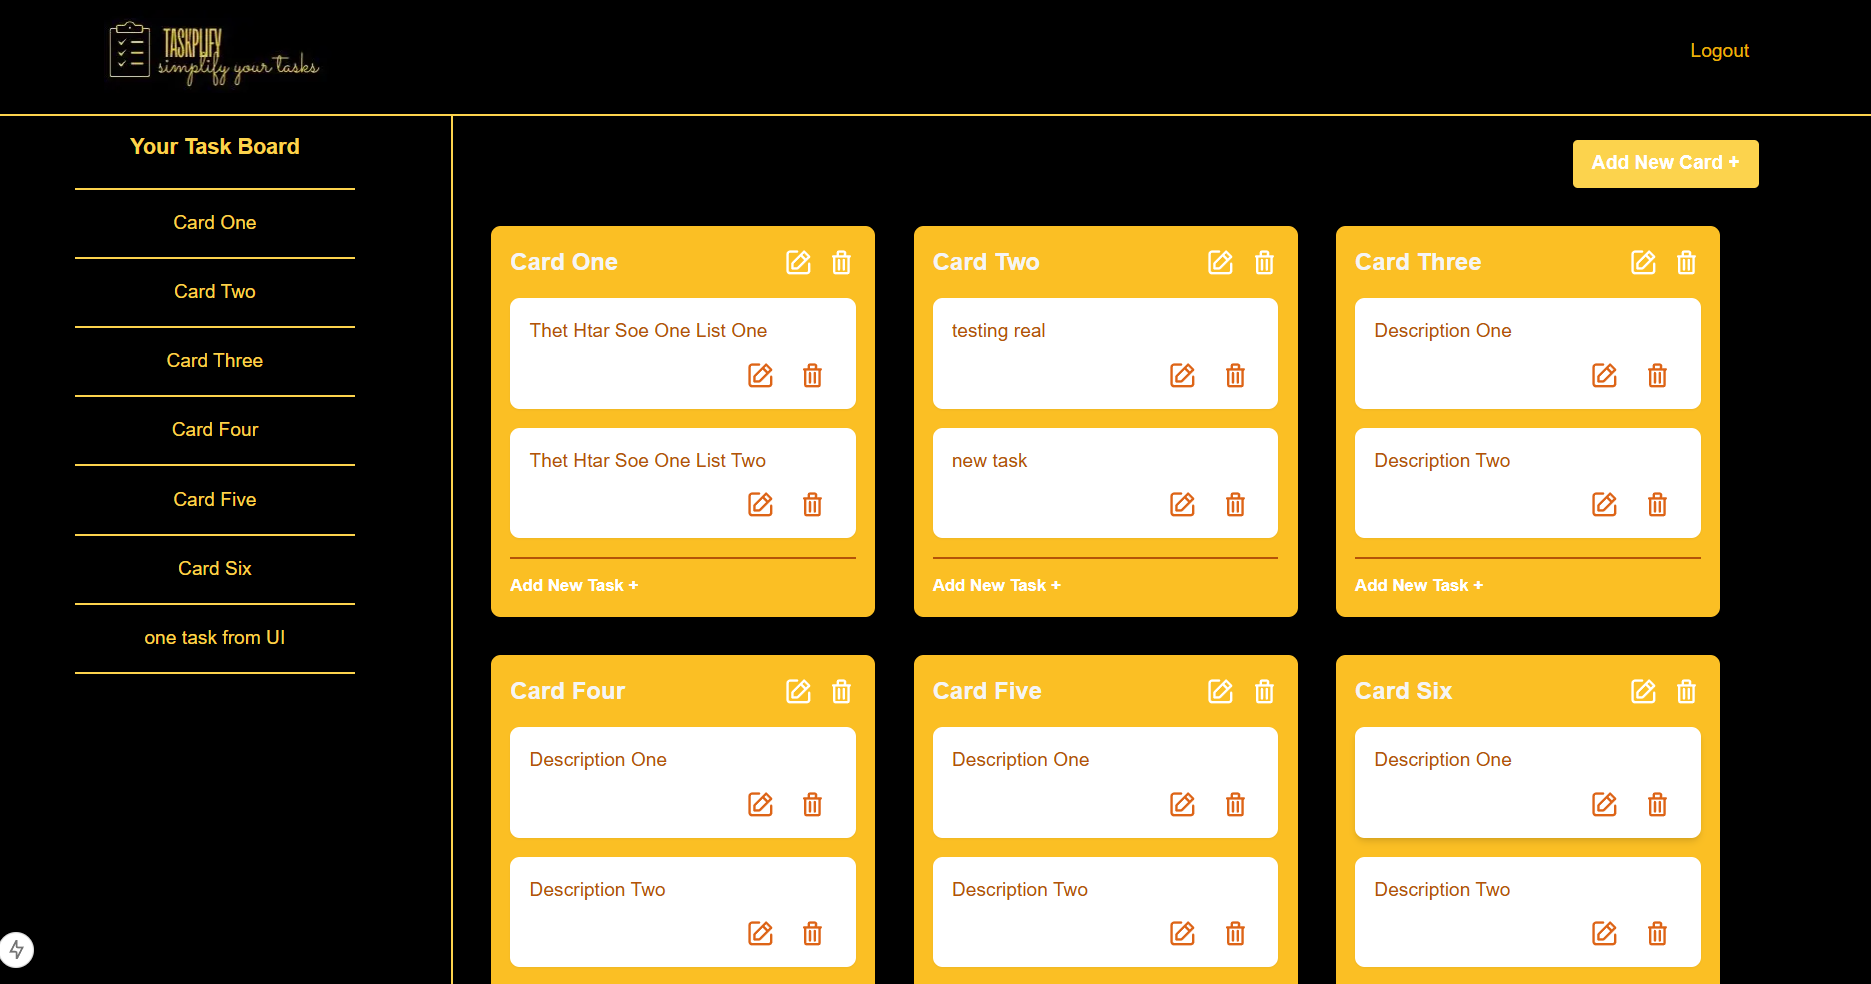 TASKPLIFY
simplify your tasks
Logout
Your Task Board
Card One
Card Two
Card Three
Card Four
Card Five
Card Six
one task from UI
Add New Card +
Card One
Thet Htar Soe One List One
Thet Htar Soe One List Two
Add New Task +
Card Two
testing real
new task
Add New Task +
Card Three
Description One
Description Two
Add New Task +
Card Four
Description One
Description Two
Card Five
Description One
Description Two
Card Six
Description One
Description Two